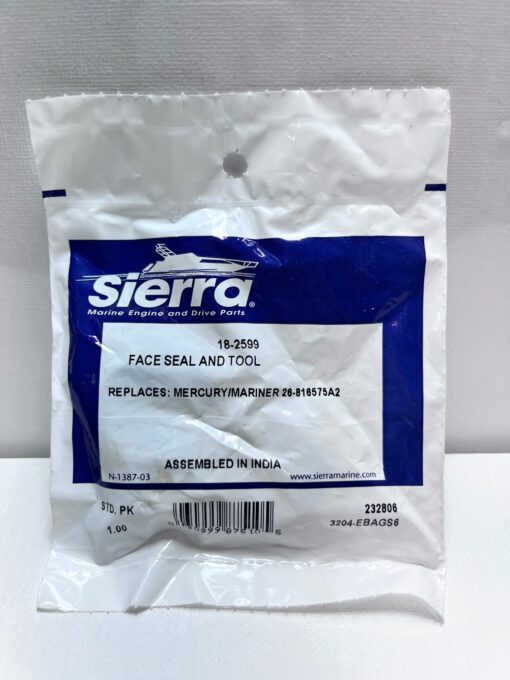 sierra®
Marine Engine and Drive Parts
18-2599
FACE SEAL AND TOOL
REPLACES: MERCURY/MARINER 26-816575A2
ASSEMBLED IN INDIA
N-1387-03 www.sierramarine.com
STD. PK 232806
1.00 3204-EBAGS6